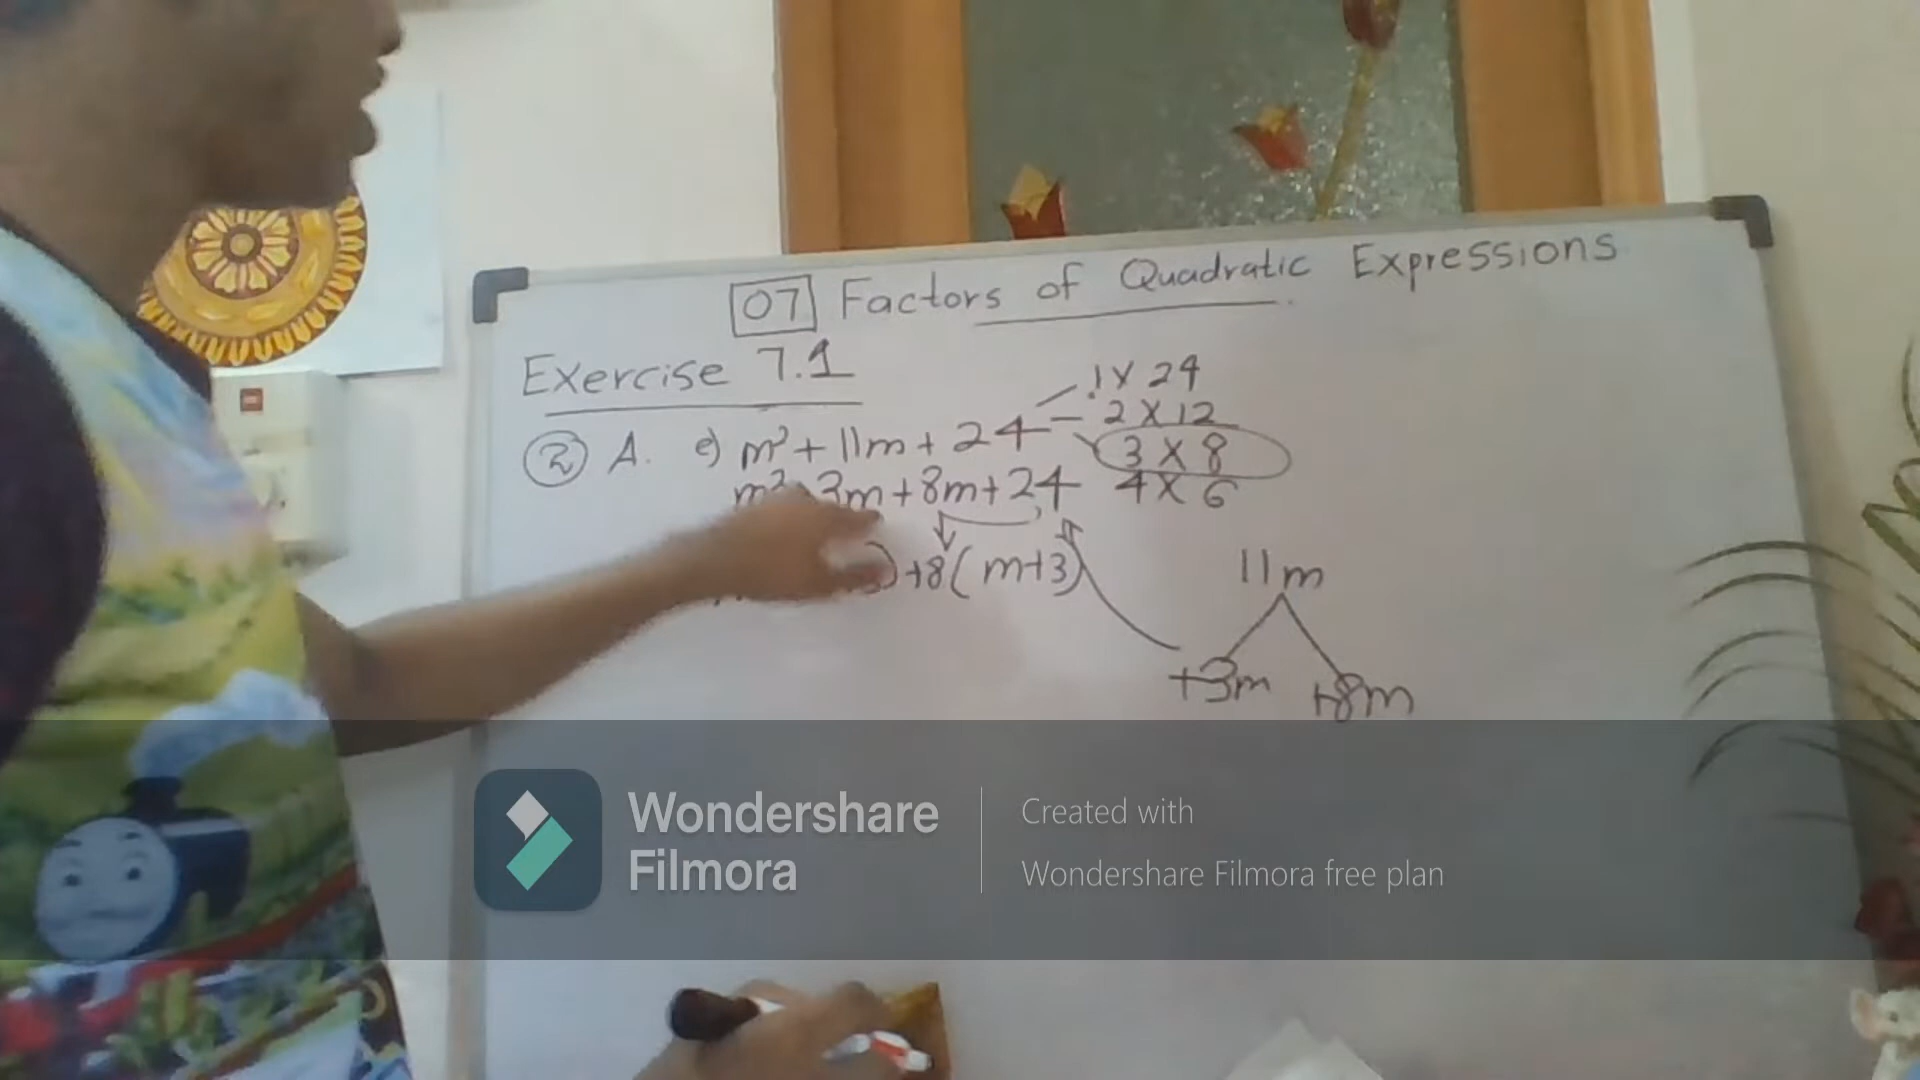 07 Factors of Quadratic Expressions
Exercise 7.1
1 x 24
2 x 12
2 A. e) m² + 11m + 24
3 x 8
m² 3m + 8m + 24
4 x 6
) +8 ( m+3)
11m
+3m +8m
Wondershare Filmora
Created with
Wondershare Filmora free plan